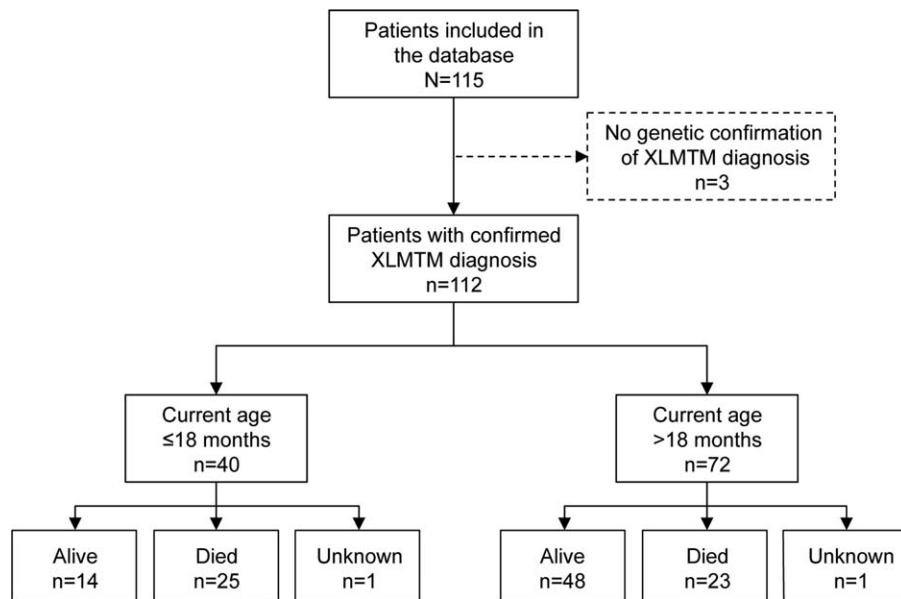 Patients included in
the database
N=115
No genetic confirmation
of XLMTM diagnosis
n=3
Patients with confirmed
XLMTM diagnosis
n=112
Current age
≤18 months
n=40
Current age
>18 months
n=72
Alive
n=14
Died
n=25
Unknown
n=1
Alive
n=48
Died
n=23
Unknown
n=1